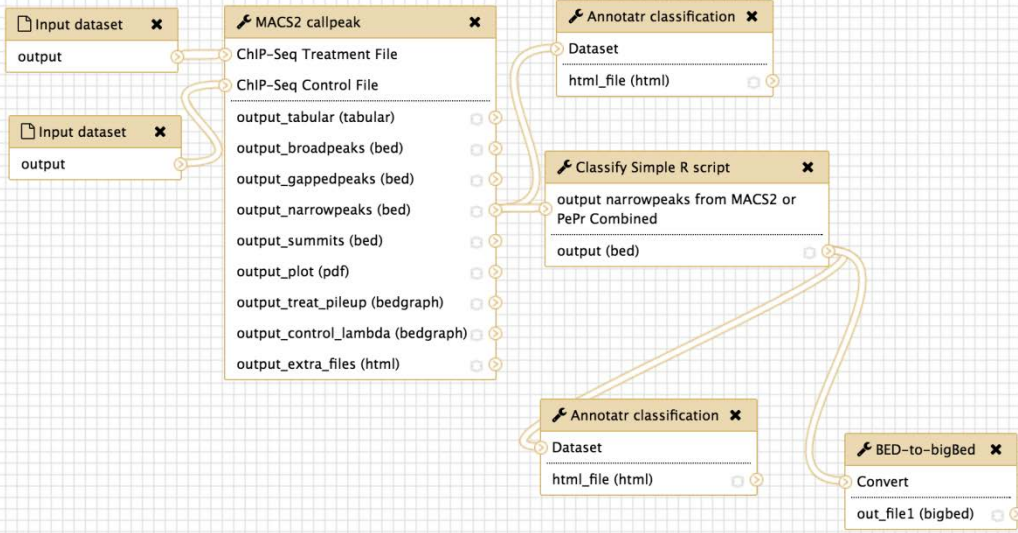 Input dataset
output
Input dataset
output
MACS2 callpeak
ChIP-Seq Treatment File
ChIP-Seq Control File
output_tabular (tabular)
output_broadpeaks (bed)
output_gappedpeaks (bed)
output_narrowpeaks (bed)
output_summits (bed)
output_plot (pdf)
output_treat_pileup (bedgraph)
output_control_lambda (bedgraph)
output_extra_files (html)
Annotatr classification
Dataset
html_file (html)
Classify Simple R script
output narrowpeaks from MACS2 or
PePr Combined
output (bed)
Annotatr classification
Dataset
html_file (html)
BED-to-bigBed
Convert
out_file1 (bigbed)